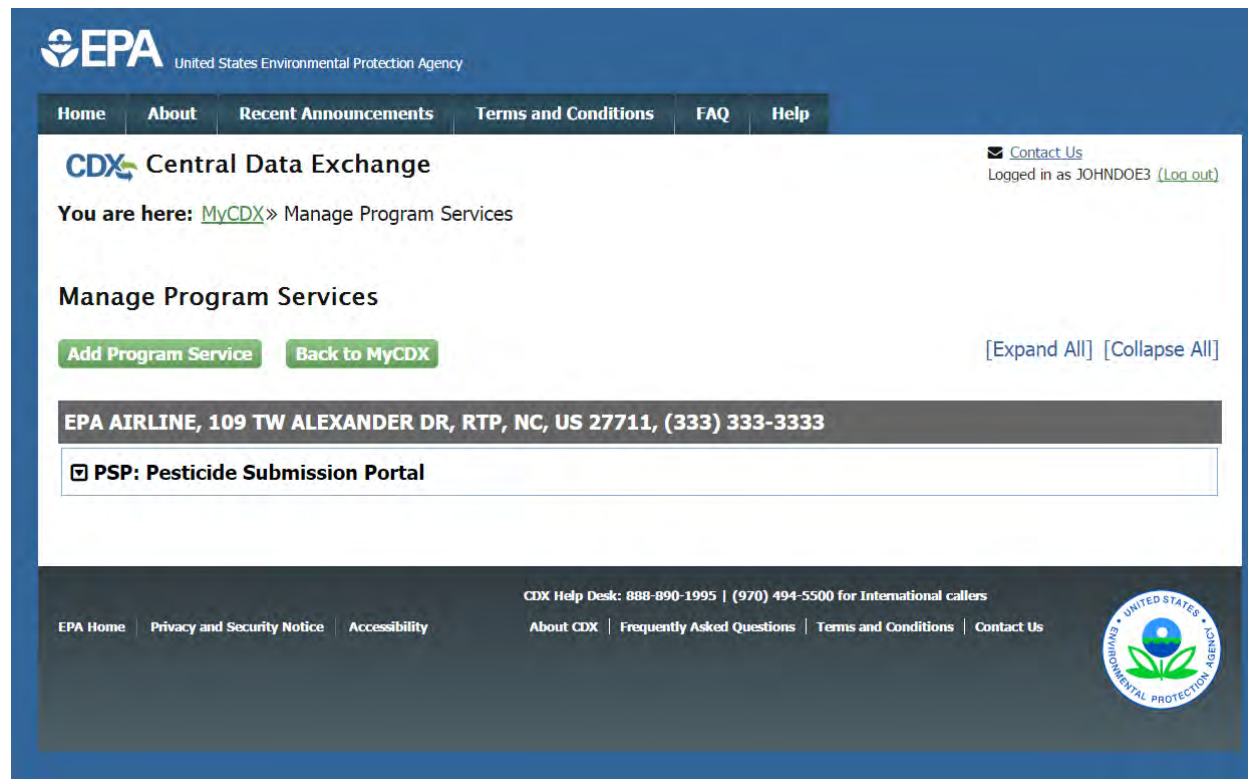 EPA United States Environmental Protection Agency
Home About Recent Announcements Terms and Conditions FAQ Help
CDX Central Data Exchange
Contact Us
Logged in as JOHNDOE3 (Log out)
You are here: MyCDX» Manage Program Services
Manage Program Services
Add Program Service Back to MyCDX [Expand All] [Collapse All]
EPA AIRLINE, 109 TW ALEXANDER DR, RTP, NC, US 27711, (333) 333-3333
PSP: Pesticide Submission Portal
CDX Help Desk: 888-890-1995 | (970) 494-5500 for International callers
EPA Home Privacy and Security Notice Accessibility About CDX | Frequently Asked Questions | Terms and Conditions | Contact Us
UNITED STATES ENVIRONMENTAL PROTECTION AGENCY